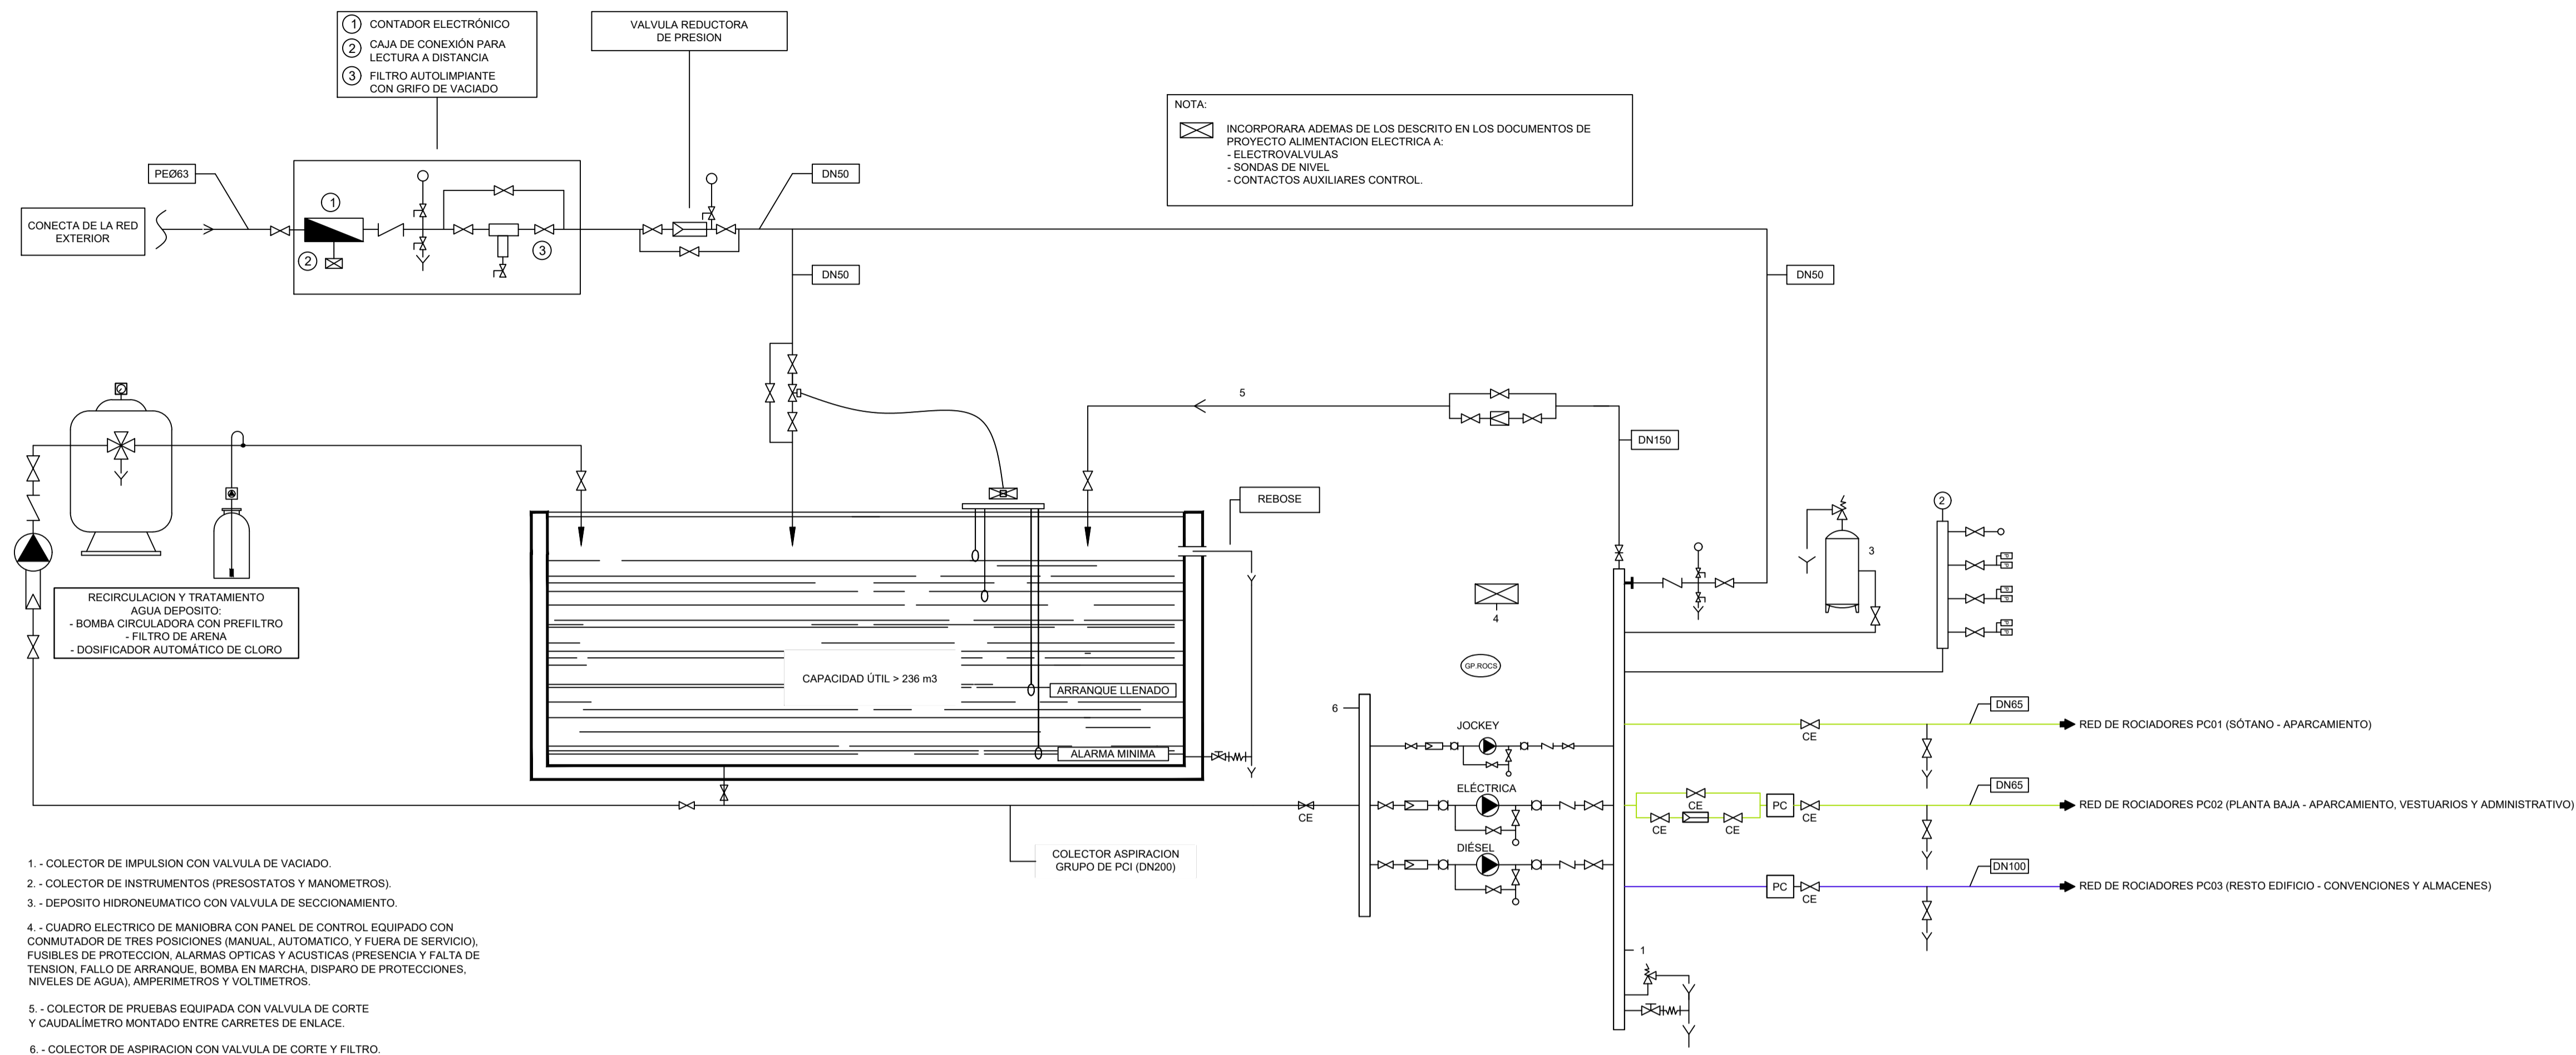 1 CONTADOR ELECTRÓNICO
2 CAJA DE CONEXIÓN PARA
LECTURA A DISTANCIA
3 FILTRO AUTOLIMPIANTE
CON GRIFO DE VACIADO
VALVULA REDUCTORA
DE PRESION
NOTA:
INCORPORARA ADEMAS DE LOS DESCRITO EN LOS DOCUMENTOS DE
PROYECTO ALIMENTACION ELECTRICA A:
- ELECTROVALVULAS
- SONDAS DE NIVEL
- CONTACTOS AUXILIARES CONTROL.
PEØ63
DN50
CONECTA DE LA RED
EXTERIOR
1
2
3
DN50
DN50
5
DN150
REBOSE
2
3
4
RECIRCULACION Y TRATAMIENTO
AGUA DEPOSITO:
- BOMBA CIRCULADORA CON PREFILTRO
- FILTRO DE ARENA
- DOSIFICADOR AUTOMÁTICO DE CLORO
CAPACIDAD ÚTIL > 236 m3
ARRANQUE LLENADO
ALARMA MINIMA
GP.ROCS
6
JOCKEY
ELÉCTRICA
DIÉSEL
CE
COLECTOR ASPIRACION
GRUPO DE PCI (DN200)
DN65
CE
RED DE ROCIADORES PC01 (SÓTANO - APARCAMIENTO)
DN65
CE
PC
CE
CE
CE
RED DE ROCIADORES PC02 (PLANTA BAJA - APARCAMIENTO, VESTUARIOS Y ADMINISTRATIVO)
DN100
PC
CE
RED DE ROCIADORES PC03 (RESTO EDIFICIO - CONVENCIONES Y ALMACENES)
1
1. - COLECTOR DE IMPULSION CON VALVULA DE VACIADO.
2. - COLECTOR DE INSTRUMENTOS (PRESOSTATOS Y MANOMETROS).
3. - DEPOSITO HIDRONEUMATICO CON VALVULA DE SECCIONAMIENTO.
4. - CUADRO ELECTRICO DE MANIOBRA CON PANEL DE CONTROL EQUIPADO CON
CONMUTADOR DE TRES POSICIONES (MANUAL, AUTOMATICO, Y FUERA DE SERVICIO),
FUSIBLES DE PROTECCION, ALARMAS OPTICAS Y ACUSTICAS (PRESENCIA Y FALTA DE
TENSION, FALLO DE ARRANQUE, BOMBA EN MARCHA, DISPARO DE PROTECCIONES,
NIVELES DE AGUA), AMPERIMETROS Y VOLTIMETROS.
5. - COLECTOR DE PRUEBAS EQUIPADA CON VALVULA DE CORTE
Y CAUDALÍMETRO MONTADO ENTRE CARRETES DE ENLACE.
6. - COLECTOR DE ASPIRACION CON VALVULA DE CORTE Y FILTRO.